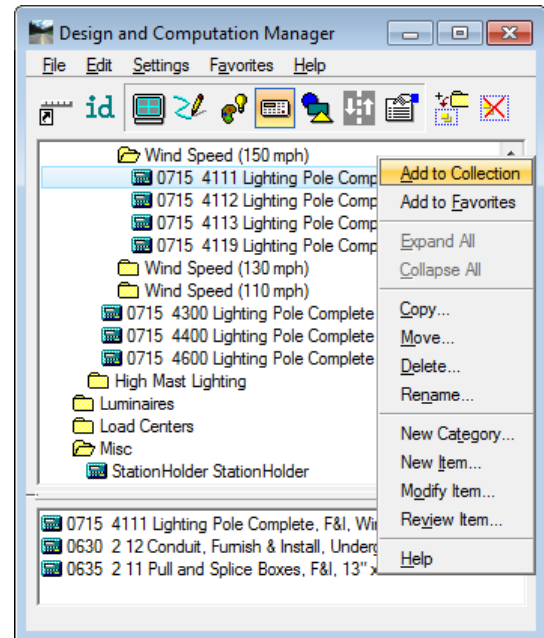 Design and Computation Manager
File Edit Settings Favorites Help
id
Wind Speed (150 mph)
0715 4111 Lighting Pole Comp
0715 4112 Lighting Pole Comp
0715 4113 Lighting Pole Comp
0715 4119 Lighting Pole Comp
Wind Speed (130 mph)
Wind Speed (110 mph)
0715 4300 Lighting Pole Complete
0715 4400 Lighting Pole Complete
0715 4600 Lighting Pole Complete
High Mast Lighting
Luminaires
Load Centers
Misc
StationHolder StationHolder
Add to Collection
Add to Favorites
Expand All
Collapse All
Copy...
Move...
Delete...
Rename...
New Category...
New Item...
Modify Item...
Review Item...
Help
0715 4111 Lighting Pole Complete, F&I, Wi
0630 2 12 Conduit, Furnish & Install, Underg
0635 2 11 Pull and Splice Boxes, F&I, 13" x